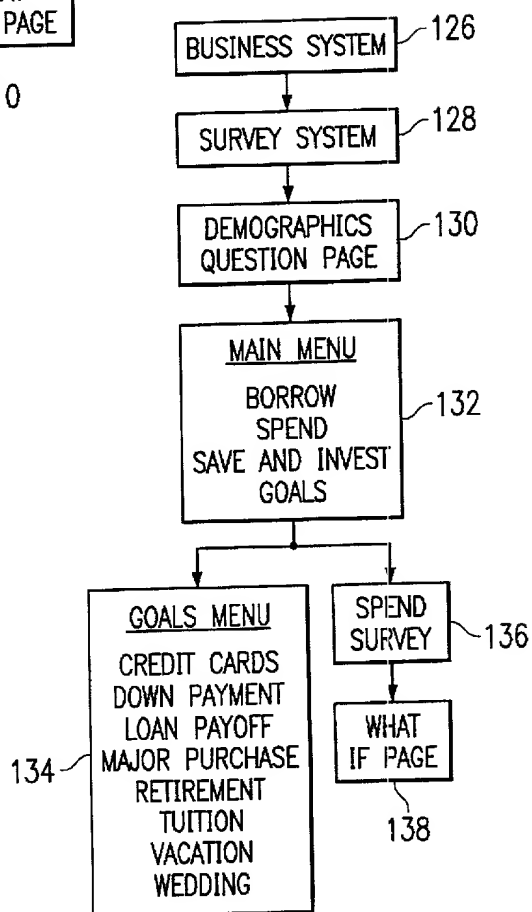 PAGE
0
BUSINESS SYSTEM
126
SURVEY SYSTEM
128
DEMOGRAPHICS
QUESTION PAGE
130
MAIN MENU
BORROW
SPEND
SAVE AND INVEST
GOALS
132
GOALS MENU
CREDIT CARDS
DOWN PAYMENT
LOAN PAYOFF
MAJOR PURCHASE
RETIREMENT
TUITION
VACATION
WEDDING
134
SPEND
SURVEY
136
WHAT
IF PAGE
138